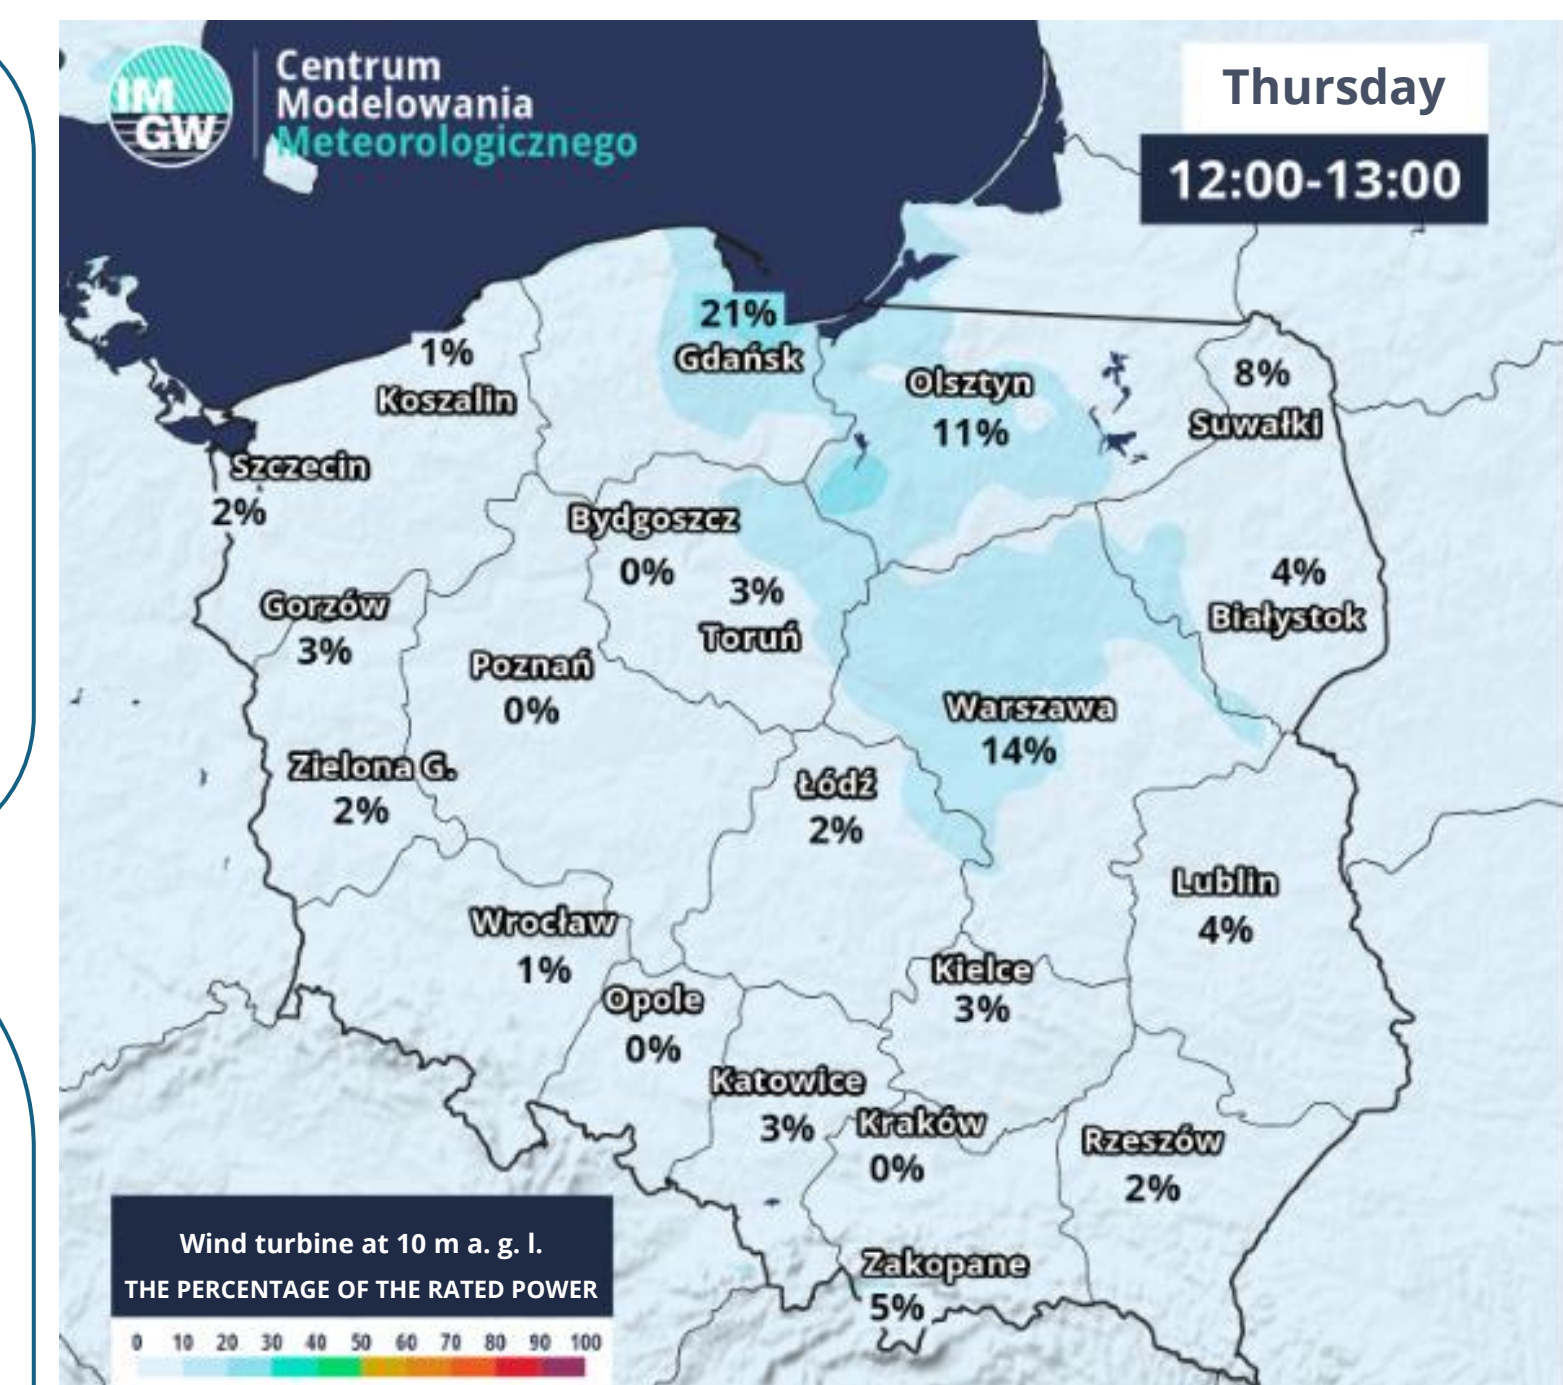 IM
GW
Centrum
Modelowania
Meteorologicznego
Thursday
12:00-13:00
21%
Gdańsk
1%
Koszalin
Olsztyn
11%
8%
Suwałki
Szczecin
2%
Bydgoszcz
0%
3%
Toruń
4%
Białystok
Gorzów
3%
Poznań
0%
Warszawa
14%
Zielona G.
2%
Łódź
2%
Lublin
4%
Wrocław
1%
Kielce
3%
Opole
0%
Katowice
3%
Kraków
0%
Rzeszów
2%
Zakopane
5%
Wind turbine at 10 m a. g. l.
THE PERCENTAGE OF THE RATED POWER
0 10 20 30 40 50 60 70 80 90 100